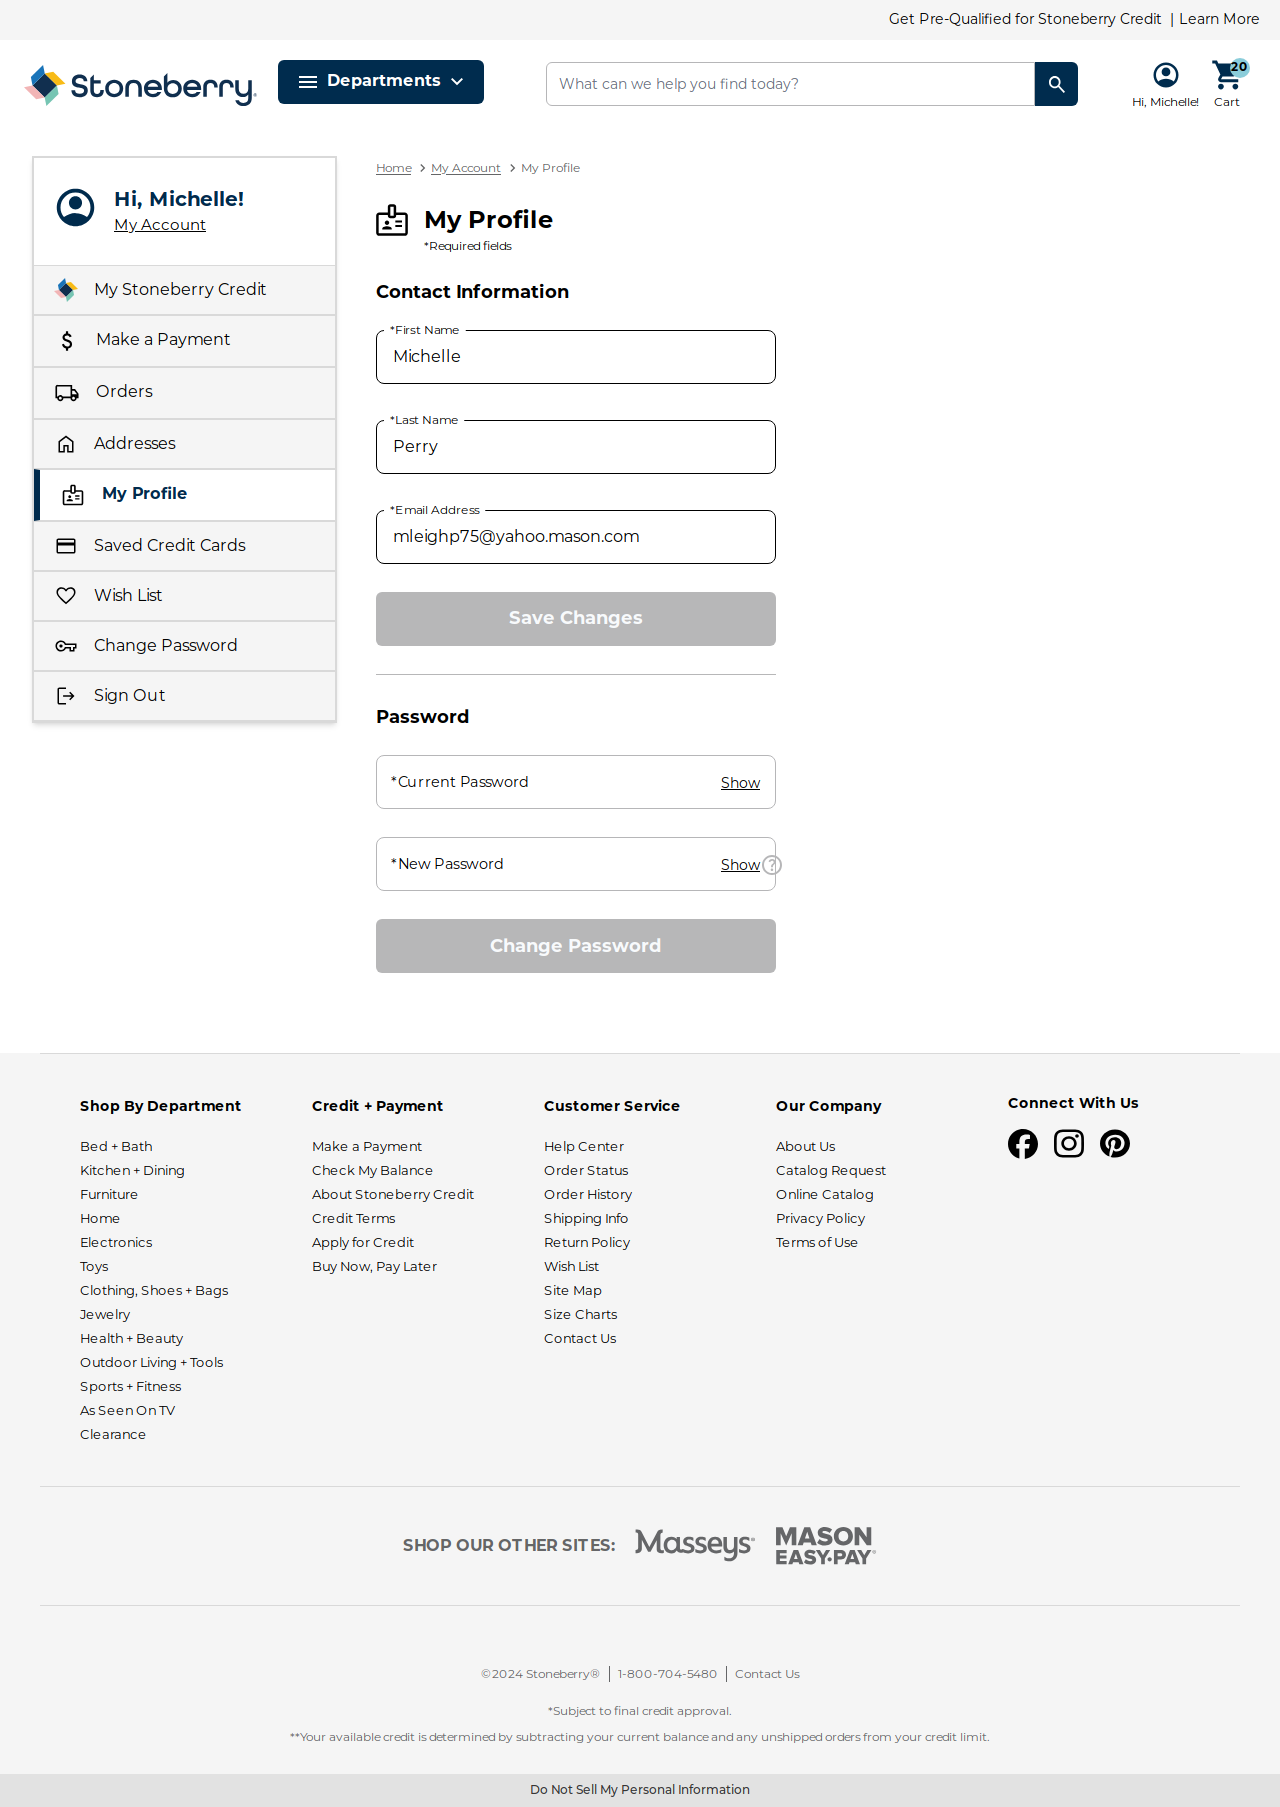 Get Pre-Qualified for Stoneberry Credit | Learn More
Stoneberry®
Departments
What can we help you find today?
20
Hi, Michelle!
Cart
Hi, Michelle!
My Account
My Stoneberry Credit
Make a Payment
Orders
Addresses
My Profile
Saved Credit Cards
Wish List
Change Password
Sign Out
Home > My Account > My Profile
My Profile
*Required fields
Contact Information
*First Name
Michelle
*Last Name
Perry
*Email Address
mleighp75@yahoo.mason.com
Save Changes
Password
*Current Password Show
*New Password Show ?
Change Password
Shop By Department
Bed + Bath
Kitchen + Dining
Furniture
Home
Electronics
Toys
Clothing, Shoes + Bags
Jewelry
Health + Beauty
Outdoor Living + Tools
Sports + Fitness
As Seen On TV
Clearance
Credit + Payment
Make a Payment
Check My Balance
About Stoneberry Credit
Credit Terms
Apply for Credit
Buy Now, Pay Later
Customer Service
Help Center
Order Status
Order History
Shipping Info
Return Policy
Wish List
Site Map
Size Charts
Contact Us
Our Company
About Us
Catalog Request
Online Catalog
Privacy Policy
Terms of Use
Connect With Us
SHOP OUR OTHER SITES:
Masseys®
MASON
EASY•PAY®
©2024 Stoneberry® | 1-800-704-5480 | Contact Us
*Subject to final credit approval.
**Your available credit is determined by subtracting your current balance and any unshipped orders from your credit limit.
Do Not Sell My Personal Information